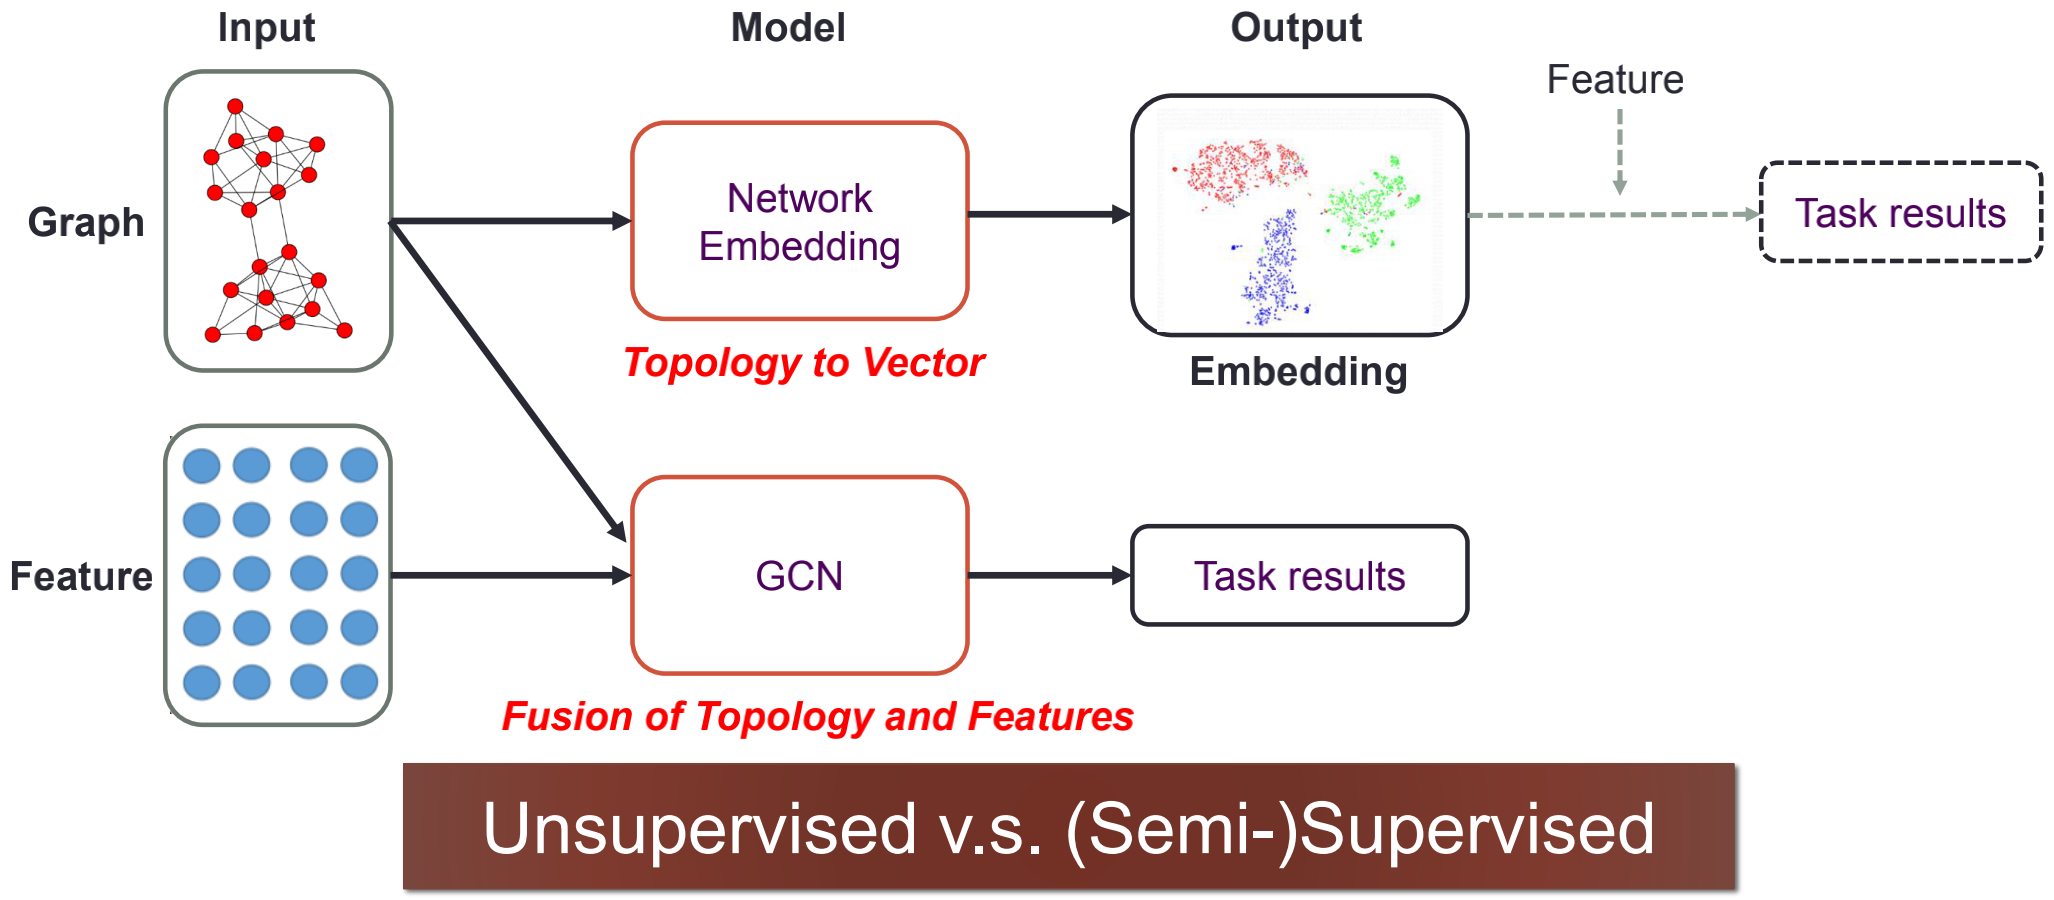 Input
Model
Output
Feature
Graph
Network
Embedding
Task results
Topology to Vector
Embedding
Feature
GCN
Task results
Fusion of Topology and Features
Unsupervised v.s. (Semi-)Supervised